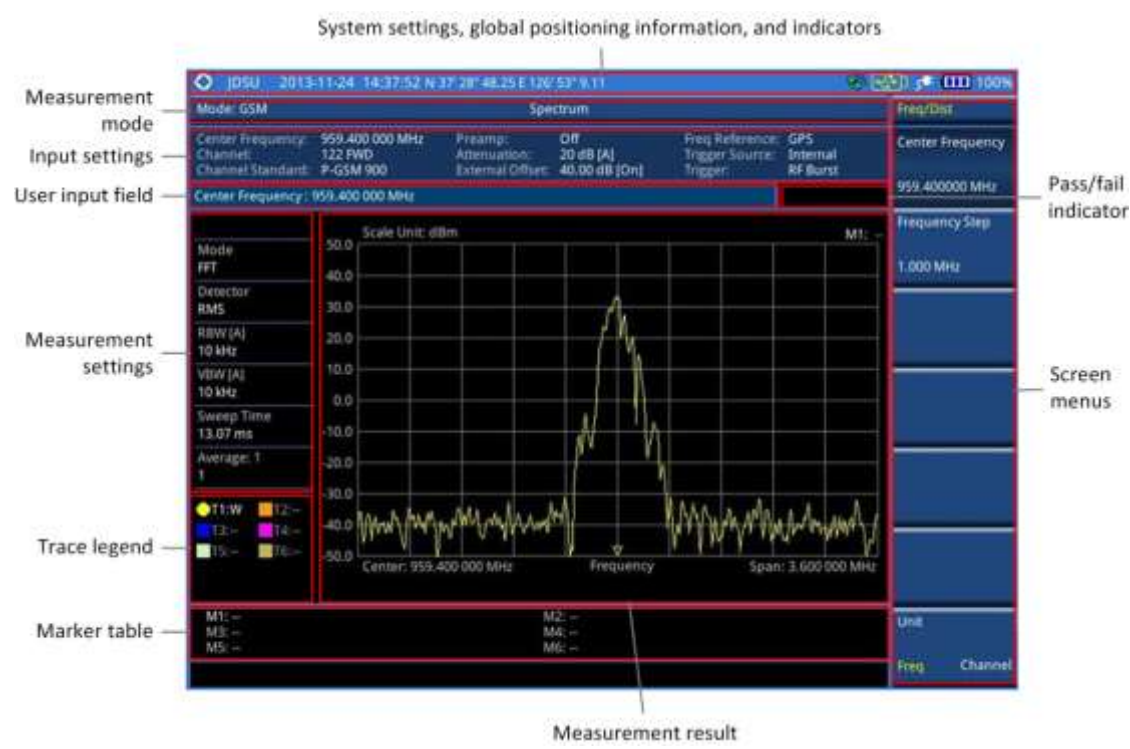 System settings, global positioning information, and indicators
JDSU 2013-11-24 14:37:52 N 37° 28" 48.25 E 126° 53" 9.11 100%
Measurement mode
Mode: GSM Spectrum
Freq/Dist
Input settings
Center Frequency: 959.400 000 MHz Preamp: Off Freq Reference: GPS
Channel: 122 FWD Attenuation: 20 dB [A] Trigger Source: Internal
Channel Standard: P-GSM 900 External Offset: 40.00 dB [On] Trigger: RF Burst
Center Frequency
959.400000 MHz
User input field
Center Frequency : 959.400 000 MHz
Pass/fail indicator
Frequency Step
1.000 MHz
Measurement settings
Mode
FFT
Detector
RMS
RBW [A]
10 kHz
VBW [A]
10 kHz
Sweep Time
13.07 ms
Average: 1
1
Scale Unit: dBm M1: --
50.0
40.0
30.0
20.0
10.0
0.0
-10.0
-20.0
-30.0
-40.0
-50.0
Center: 959.400 000 MHz Frequency Span: 3.600 000 MHz
Screen menus
Trace legend
T1:W T2:--
T3:-- T4:--
T5:-- T6:--
Marker table
M1: -- M2: --
M3: -- M4: --
M5: -- M6: --
Unit
Freq Channel
Measurement result